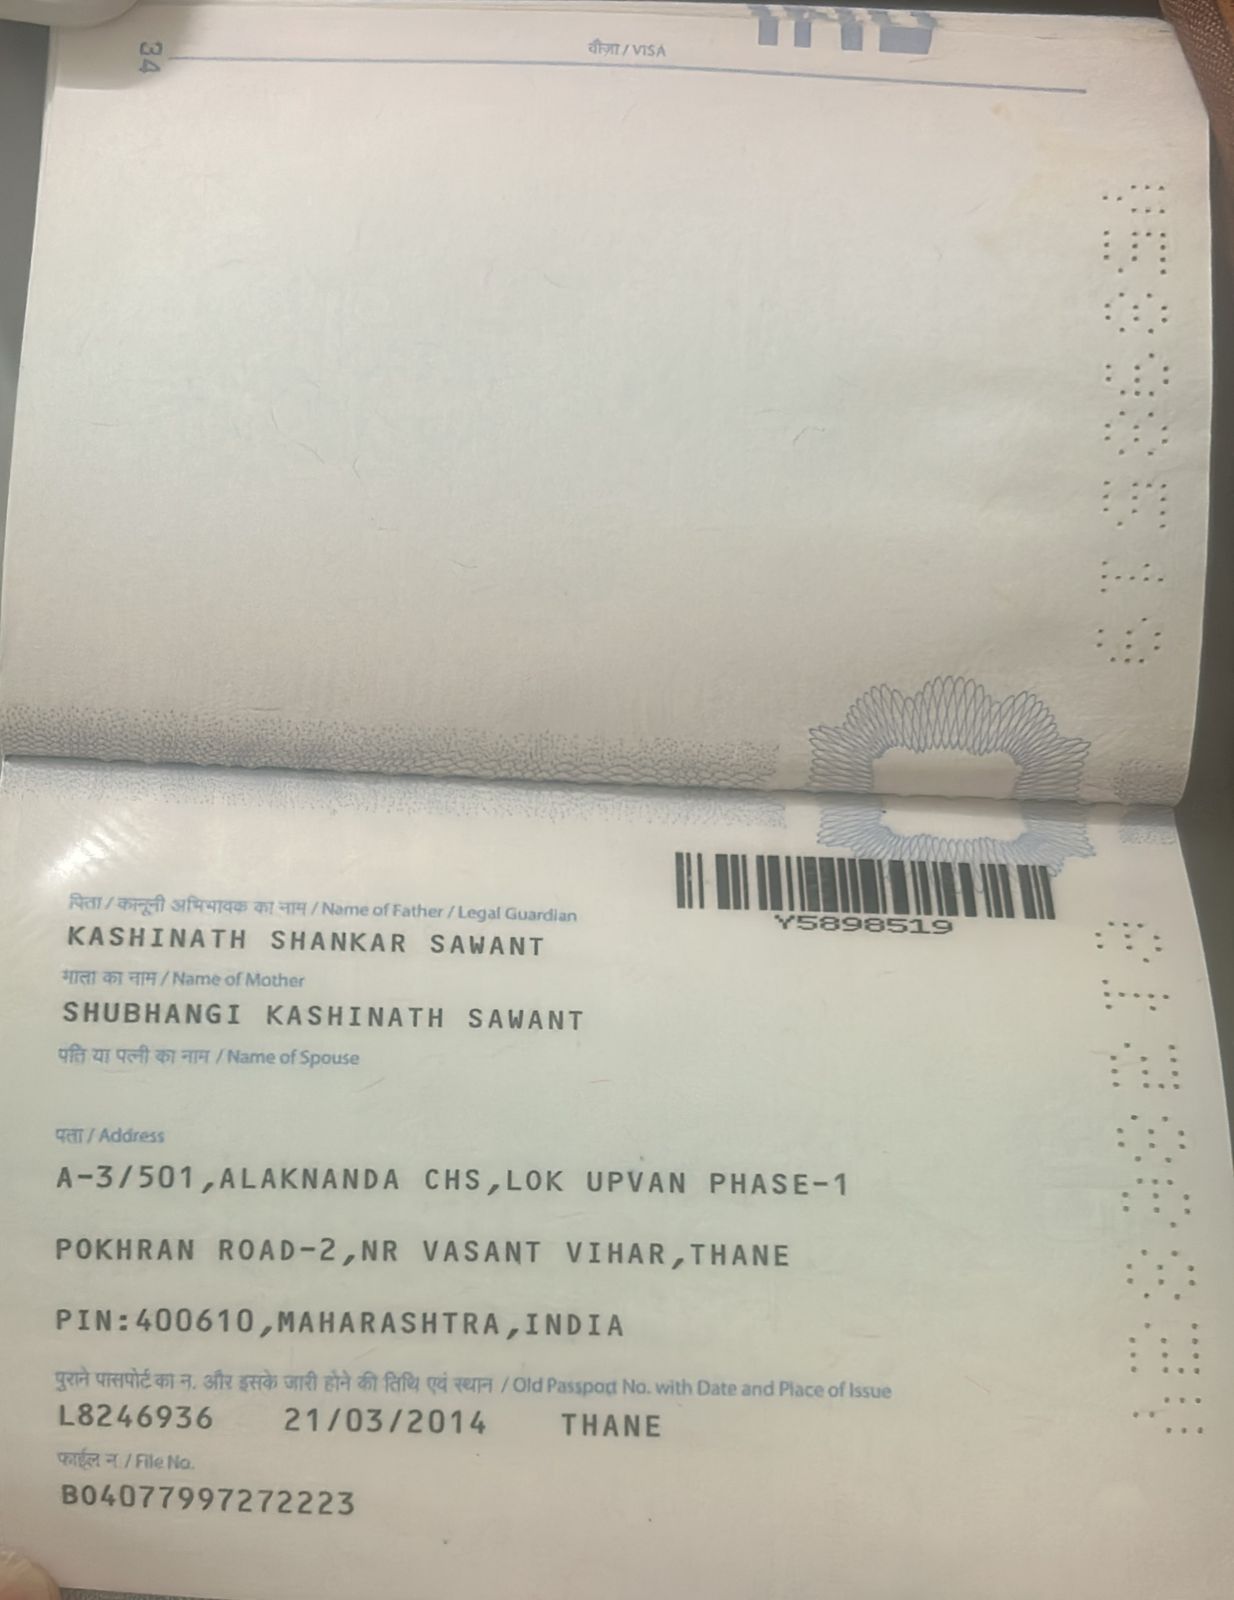 34
वीज़ा / VISA
पिता / कानूनी अभिभावक का नाम / Name of Father / Legal Guardian
KASHINATH SHANKAR SAWANT
Y5898519
माता का नाम / Name of Mother
SHUBHANGI KASHINATH SAWANT
पति या पत्नी का नाम / Name of Spouse
पता / Address
A-3/501,ALAKNANDA CHS,LOK UPVAN PHASE-1
POKHRAN ROAD-2,NR VASANT VIHAR,THANE
PIN:400610,MAHARASHTRA,INDIA
पुराने पासपोर्ट का न. और इसके जारी होने की तिथि एवं स्थान / Old Passport No. with Date and Place of Issue
L8246936 21/03/2014 THANE
फाईल न / File No.
B04077997272223